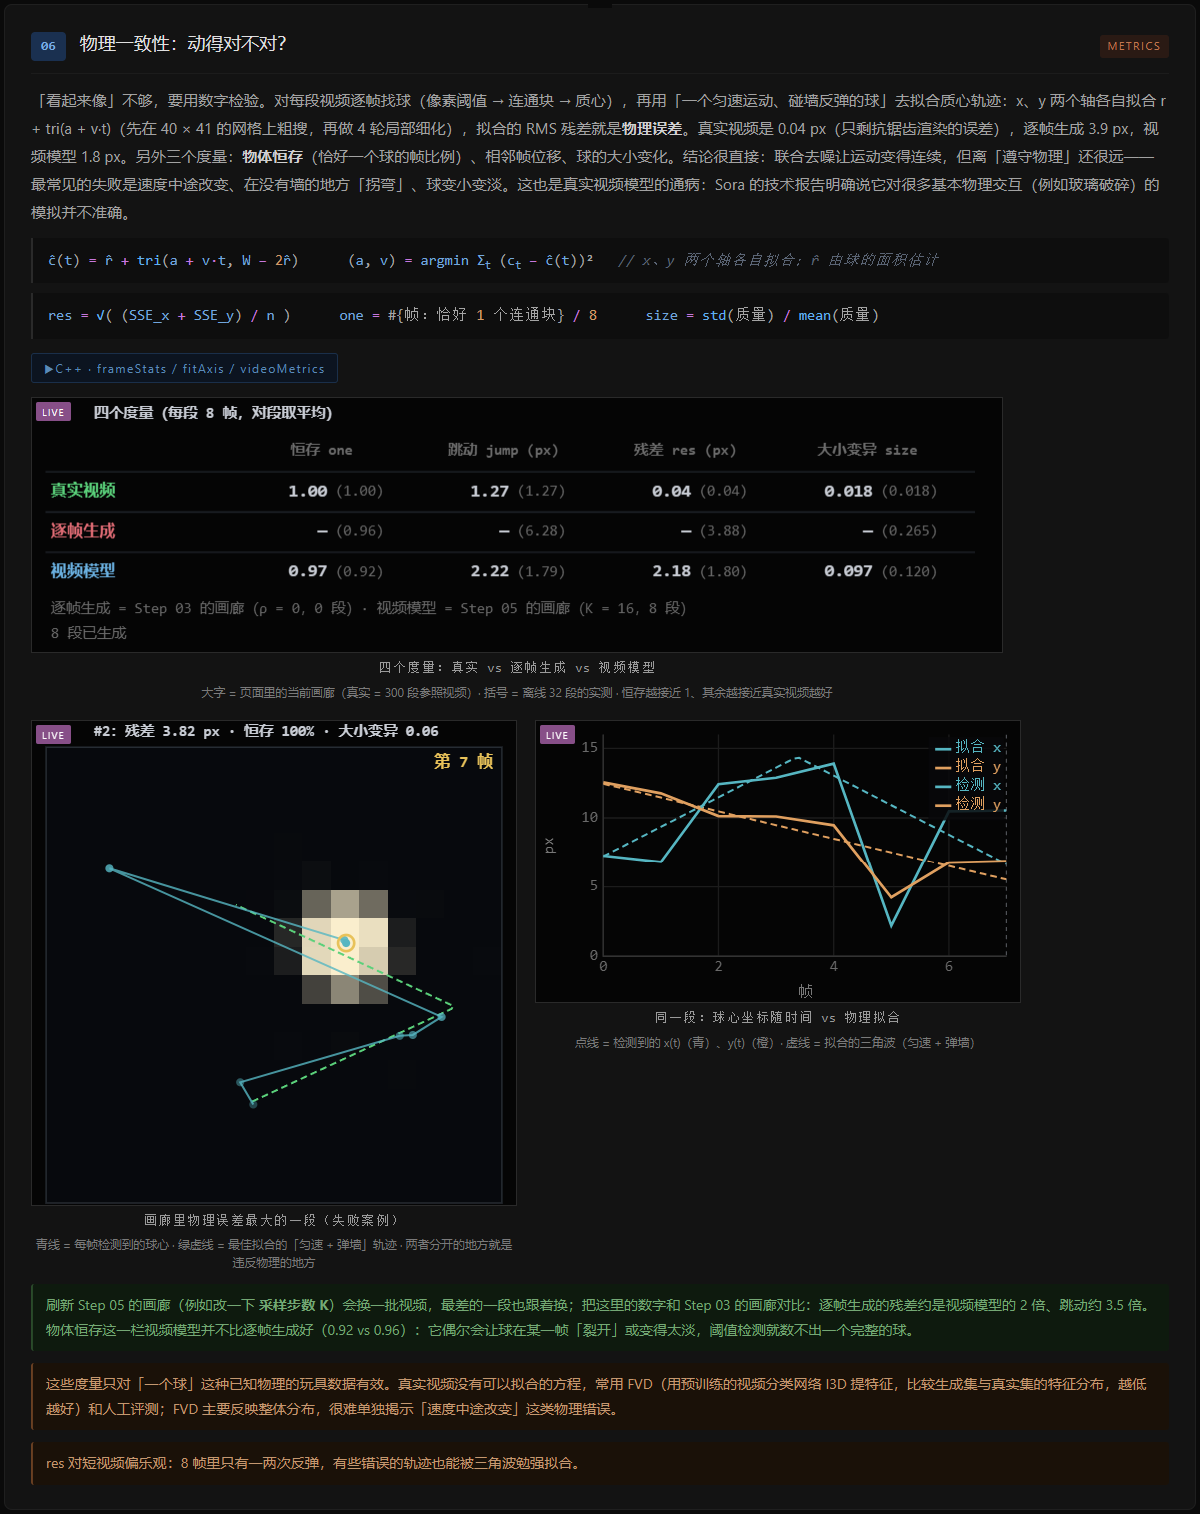 06 物理一致性：动得对不对？ METRICS
「看起来像」不够，要用数字检验。对每段视频逐帧找球（像素阈值 → 连通块 → 质心），再用「一个匀速运动、碰墙反弹的球」去拟合质心轨迹：x、y 两个轴各自拟合 r
+ tri(a + v·t)（先在 40 × 41 的网格上粗搜，再做 4 轮局部细化），拟合的 RMS 残差就是物理误差。真实视频是 0.04 px（只剩抗锯齿渲染的误差），逐帧生成 3.9 px，视
频模型 1.8 px。另外三个度量：物体恒存（恰好一个球的帧比例）、相邻帧位移、球的大小变化。结论很直接：联合去噪让运动变得连续，但离「遵守物理」还很远——
最常见的失败是速度中途改变、在没有墙的地方「拐弯」、球变小变淡。这也是真实视频模型的通病：Sora 的技术报告明确说它对很多基本物理交互（例如玻璃破碎）的
模拟并不准确。
ĉ(t) = r̂ + tri(a + v·t, W − 2r̂) (a, v) = argmin Σt (ct − ĉ(t))² // x、y 两个轴各自拟合；r̂ 由球的面积估计
res = √( (SSE_x + SSE_y) / n ) one = #{帧：恰好 1 个连通块} / 8 size = std(质量) / mean(质量)
▶C++ · frameStats / fitAxis / videoMetrics
LIVE 四个度量（每段 8 帧，对段取平均）
恒存 one 跳动 jump (px) 残差 res (px) 大小变异 size
真实视频 1.00 (1.00) 1.27 (1.27) 0.04 (0.04) 0.018 (0.018)
逐帧生成 — (0.96) — (6.28) — (3.88) — (0.265)
视频模型 0.97 (0.92) 2.22 (1.79) 2.18 (1.80) 0.097 (0.120)
逐帧生成 = Step 03 的画廊 (ρ = 0, 0 段) · 视频模型 = Step 05 的画廊 (K = 16, 8 段)
8 段已生成
四个度量：真实 vs 逐帧生成 vs 视频模型
大字 = 页面里的当前画廊（真实 = 300 段参照视频）· 括号 = 离线 32 段的实测 · 恒存越接近 1、其余越接近真实视频越好
LIVE #2: 残差 3.82 px · 恒存 100% · 大小变异 0.06
第 7 帧
画廊里物理误差最大的一段（失败案例）
青线 = 每帧检测到的球心 · 绿虚线 = 最佳拟合的「匀速 + 弹墙」轨迹 · 两者分开的地方就是
违反物理的地方
LIVE
15
10
5
0
px
0 2 4 6
帧
拟合 x
拟合 y
检测 x
检测 y
同一段：球心坐标随时间 vs 物理拟合
点线 = 检测到的 x(t)（青）、y(t)（橙）· 虚线 = 拟合的三角波（匀速 + 弹墙）
刷新 Step 05 的画廊（例如改一下 采样步数 K）会换一批视频，最差的一段也跟着换；把这里的数字和 Step 03 的画廊对比：逐帧生成的残差约是视频模型的 2 倍、跳动约 3.5 倍。
物体恒存这一栏视频模型并不比逐帧生成好（0.92 vs 0.96）：它偶尔会让球在某一帧「裂开」或变得太淡，阈值检测就数不出一个完整的球。
这些度量只对「一个球」这种已知物理的玩具数据有效。真实视频没有可以拟合的方程，常用 FVD（用预训练的视频分类网络 I3D 提特征，比较生成集与真实集的特征分布，越低
越好）和人工评测；FVD 主要反映整体分布，很难单独揭示「速度中途改变」这类物理错误。
res 对短视频偏乐观：8 帧里只有一两次反弹，有些错误的轨迹也能被三角波勉强拟合。